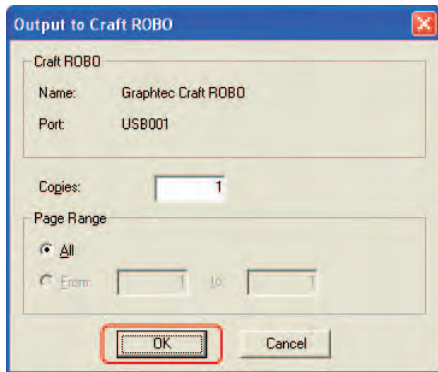 Output to Craft ROBO
Craft ROBO
Name: Graphtec Craft ROBO
Port: USB001
Copies: 1
Page Range
All
From: 1 to: 1
OK Cancel